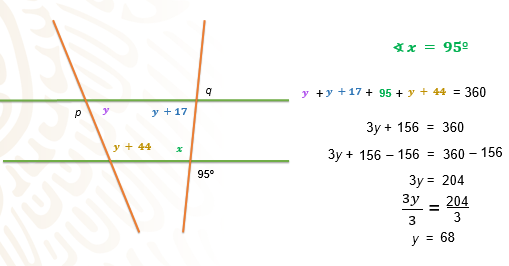 ∢ x = 95º
q
y + y + 17 + 95 + y + 44 = 360
p
y
y + 17
3y + 156 = 360
y + 44
x
3y + 156 − 156 = 360 − 156
95º
3y = 204
3y/3 = 204/3
y = 68